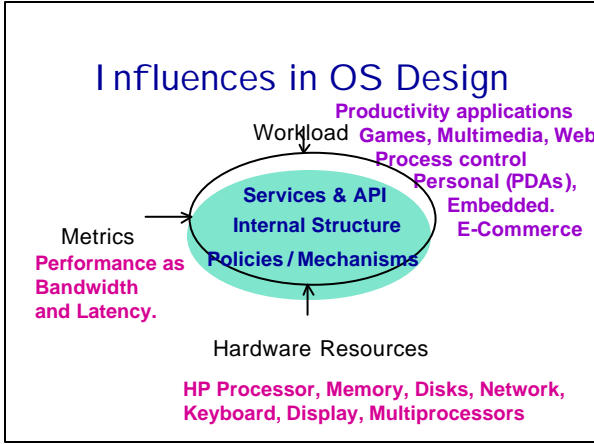 Influences in OS Design
Productivity applications
Workload
Games, Multimedia, Web
Process control
Personal (PDAs),
Embedded.
E-Commerce
Services & API
Internal Structure
Policies / Mechanisms
Metrics
Performance as
Bandwidth
and Latency.
Hardware Resources
HP Processor, Memory, Disks, Network,
Keyboard, Display, Multiprocessors